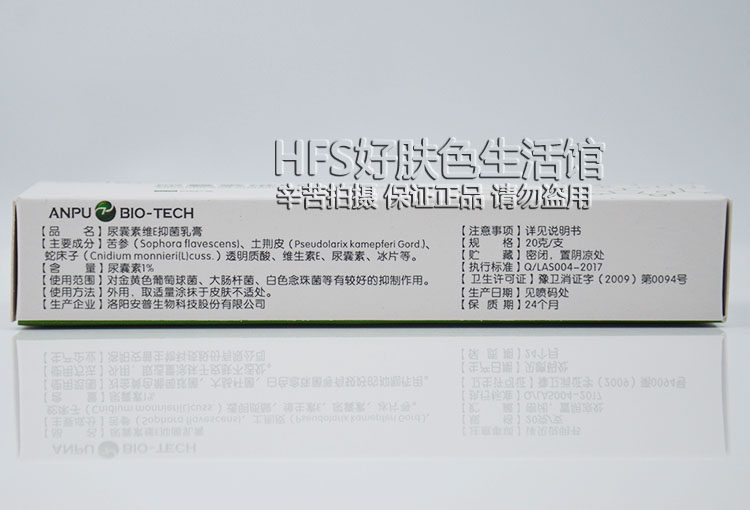 HFS好肤色生活馆
辛苦拍摄 保证正品 请勿盗用
ANPU BIO-TECH
【品 名】尿囊素维E抑菌乳膏
【主要成分】苦参(Sophora flavescens)、土荆皮(Pseudolarix kamepferi Gord.)、
蛇床子(Cnidium monnieri(L)cuss.)透明质酸、维生素E、尿囊素、冰片等。
【含 量】尿囊素1%
【使用范围】对金黄色葡萄球菌、大肠杆菌、白色念珠菌等有较好的抑制作用。
【使用方法】外用，取适量涂抹于皮肤不适处。
【生产企业】洛阳安普生物科技股份有限公司
【注意事项】详见说明书
【规 格】20克/支
【贮 藏】密闭，置阴凉处
【执行标准】Q/LAS004-2017
【卫生许可证】豫卫消证字（2009）第0094号
【生产日期】见喷码处
【保 质 期】24个月